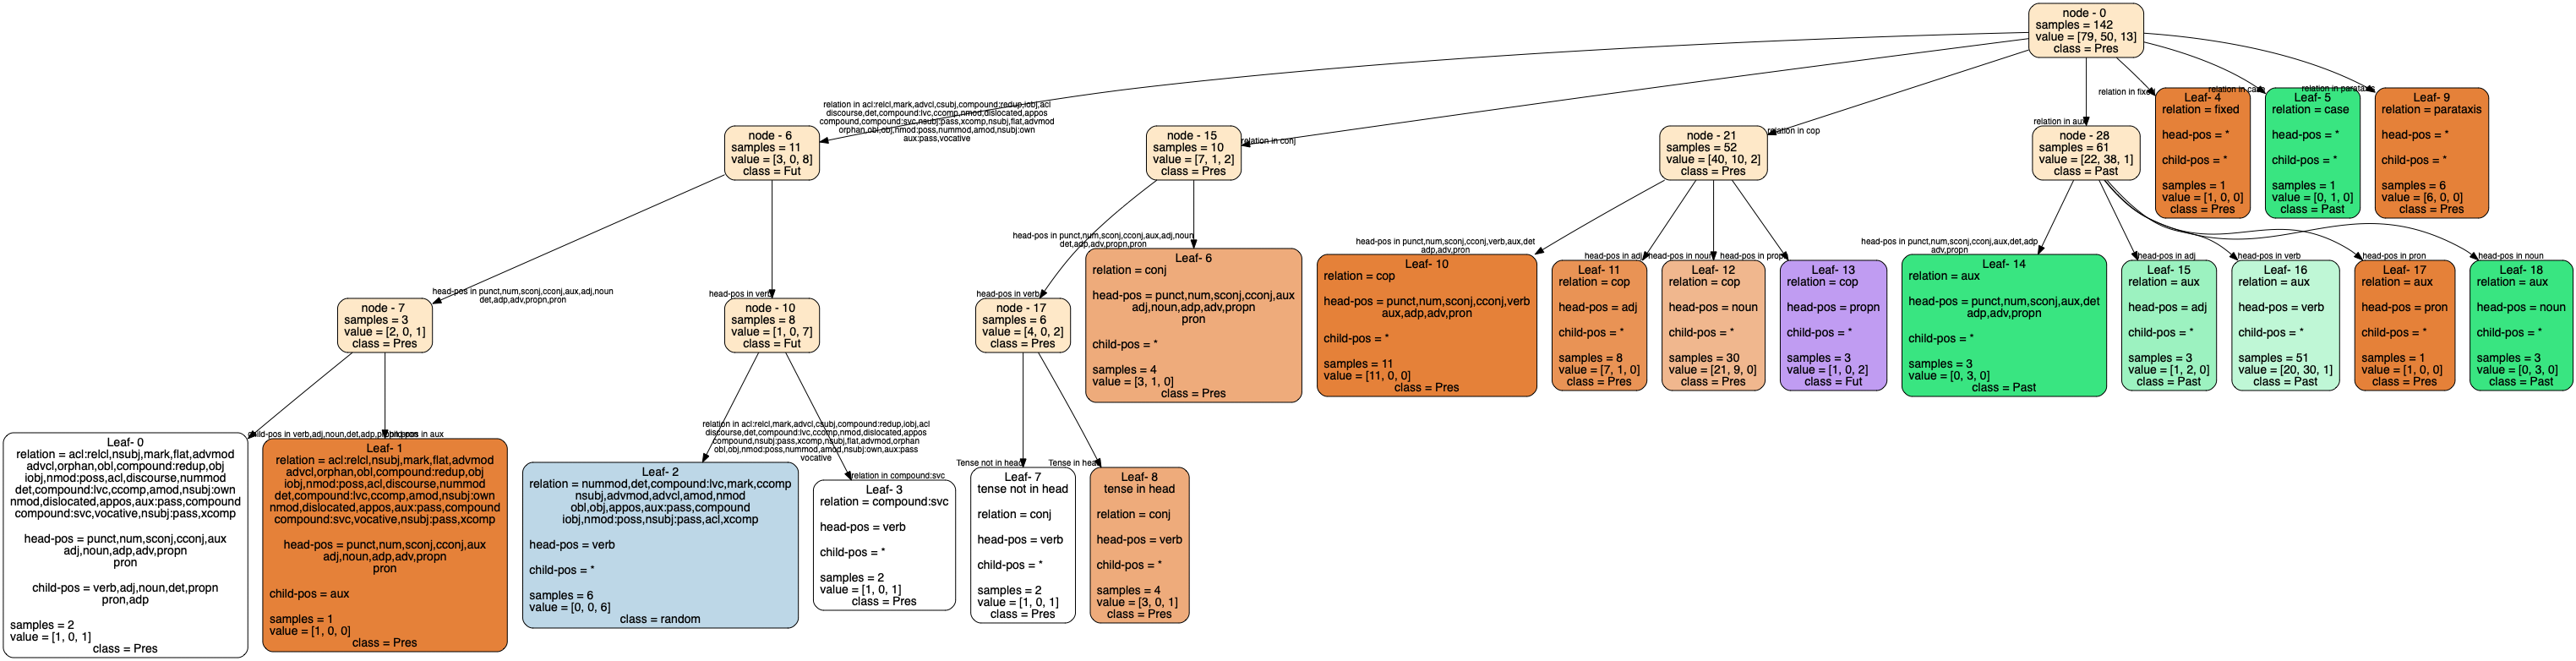 node - 0
samples = 142
value = [79, 50, 13]
class = Pres
relation in acl:relcl,mark,advcl,csubj,compound:redup,iobj,acl
discourse,det,compound:lvc,ccomp,nmod,dislocated,appos
compound,compound:svc,nsubj:pass,xcomp,nsubj,flat,advmod
orphan,obl,obj,nmod:poss,nummod,amod,nsubj:own
aux:pass,vocative
node - 6
samples = 11
value = [3, 0, 8]
class = Fut
relation in conj
node - 15
samples = 10
value = [7, 1, 2]
class = Pres
relation in cop
node - 21
samples = 52
value = [40, 10, 2]
class = Pres
relation in aux
node - 28
samples = 61
value = [22, 38, 1]
class = Past
relation in fixed
Leaf- 4
relation = fixed
head-pos = *
child-pos = *
samples = 1
value = [1, 0, 0]
class = Pres
relation in case
Leaf- 5
relation = case
head-pos = *
child-pos = *
samples = 1
value = [0, 1, 0]
class = Past
relation in parataxis
Leaf- 9
relation = parataxis
head-pos = *
child-pos = *
samples = 6
value = [6, 0, 0]
class = Pres
head-pos in punct,num,sconj,cconj,aux,adj,noun
det,adp,adv,propn,pron
node - 7
samples = 3
value = [2, 0, 1]
class = Pres
head-pos in verb
node - 10
samples = 8
value = [1, 0, 7]
class = Fut
head-pos in verb
node - 17
samples = 6
value = [4, 0, 2]
class = Pres
head-pos in punct,num,sconj,cconj,aux,adj,noun
det,adp,adv,propn,pron
Leaf- 6
relation = conj
head-pos = punct,num,sconj,cconj,aux
adj,noun,adp,adv,propn
pron
child-pos = *
samples = 4
value = [3, 1, 0]
class = Pres
head-pos in punct,num,sconj,cconj,verb,aux,det
adp,adv,pron
Leaf- 10
relation = cop
head-pos = punct,num,sconj,cconj,verb
aux,adp,adv,pron
child-pos = *
samples = 11
value = [11, 0, 0]
class = Pres
head-pos in adj
Leaf- 11
relation = cop
head-pos = adj
child-pos = *
samples = 8
value = [7, 1, 0]
class = Pres
head-pos in noun
Leaf- 12
relation = cop
head-pos = noun
child-pos = *
samples = 30
value = [21, 9, 0]
class = Pres
head-pos in propn
Leaf- 13
relation = cop
head-pos = propn
child-pos = *
samples = 3
value = [1, 0, 2]
class = Fut
head-pos in punct,num,sconj,cconj,aux,det,adp
adv,propn
Leaf- 14
relation = aux
head-pos = punct,num,sconj,aux,det
adp,adv,propn
child-pos = *
samples = 3
value = [0, 3, 0]
class = Past
head-pos in adj
Leaf- 15
relation = aux
head-pos = adj
child-pos = *
samples = 3
value = [1, 2, 0]
class = Past
head-pos in verb
Leaf- 16
relation = aux
head-pos = verb
child-pos = *
samples = 51
value = [20, 30, 1]
class = Past
head-pos in pron
Leaf- 17
relation = aux
head-pos = pron
child-pos = *
samples = 1
value = [1, 0, 0]
class = Pres
head-pos in noun
Leaf- 18
relation = aux
head-pos = noun
child-pos = *
samples = 3
value = [0, 3, 0]
class = Past
child-pos in verb,adj,noun,det,adp,
Leaf- 0
relation = acl:relcl,nsubj,mark,flat,advmod
advcl,orphan,obl,compound:redup,obj
iobj,nmod:poss,acl,discourse,nummod
det,compound:lvc,ccomp,amod,nsubj:own
nmod,dislocated,appos,aux:pass,compound
compound:svc,vocative,nsubj:pass,xcomp
head-pos = punct,num,sconj,cconj,aux
adj,noun,adp,adv,propn
pron
child-pos = verb,adj,noun,det,propn
pron,adp
samples = 2
value = [1, 0, 1]
class = Pres
child-pos in aux
Leaf- 1
relation = acl:relcl,nsubj,mark,flat,advmod
advcl,orphan,obl,compound:redup,obj
iobj,nmod:poss,acl,discourse,nummod
det,compound:lvc,ccomp,amod,nsubj:own
nmod,dislocated,appos,aux:pass,compound
compound:svc,vocative,nsubj:pass,xcomp
head-pos = punct,num,sconj,cconj,aux
adj,noun,adp,adv,propn
pron
child-pos = aux
samples = 1
value = [1, 0, 0]
class = Pres
relation in acl:relcl,mark,advcl,csubj,compound:redup,iobj,acl
discourse,det,compound:lvc,ccomp,nmod,dislocated,appos
compound,nsubj:pass,xcomp,nsubj,flat,advmod,orphan
obl,obj,nmod:poss,nummod,amod,nsubj:own,aux:pass
vocative
Leaf- 2
relation = nummod,det,compound:lvc,mark,ccomp
nsubj,advmod,advcl,amod,nmod
obl,obj,appos,aux:pass,compound
iobj,nmod:poss,nsubj:pass,acl,xcomp
head-pos = verb
child-pos = *
samples = 6
value = [0, 0, 6]
class = random
relation in compound:svc
Leaf- 3
relation = compound:svc
head-pos = verb
child-pos = *
samples = 2
value = [1, 0, 1]
class = Pres
Tense not in head
Leaf- 7
tense not in head
relation = conj
head-pos = verb
child-pos = *
samples = 2
value = [1, 0, 1]
class = Pres
Tense in head
Leaf- 8
tense in head
relation = conj
head-pos = verb
child-pos = *
samples = 4
value = [3, 0, 1]
class = Pres